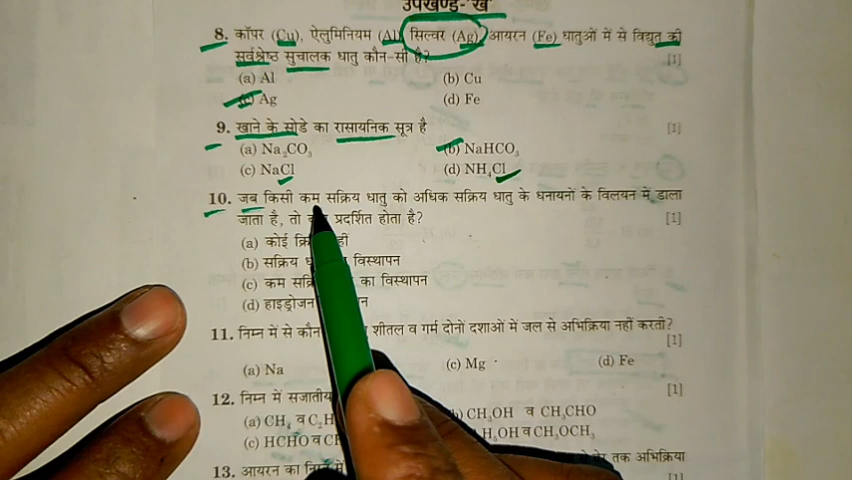 उपखण्ड-'ख'
8. कॉपर (Cu), ऐलुमिनियम (Al), सिल्वर (Ag), आयरन (Fe) धातुओं में से विद्युत की
सर्वश्रेष्ठ सुचालक धातु कौन-सी है? [1]
(a) Al (b) Cu
(c) Ag (d) Fe
9. खाने के सोडे का रासायनिक सूत्र है [1]
(a) Na₂CO₃ (b) NaHCO₃
(c) NaCl (d) NH₄Cl
10. जब किसी कम सक्रिय धातु को अधिक सक्रिय धातु के धनायनों के विलयन में डाला
जाता है, तो प्रदर्शित होता है? [1]
(a) कोई
(b) सक्रिय विस्थापन
(c) कम का विस्थापन
(d) हाइड्रोजन
11. निम्न में से कौन शीतल व गर्म दोनों दशाओं में जल से अभिक्रिया नहीं करती?
[1]
(a) Na (c) Mg (d) Fe
12. निम्न में सजातीय [1]
(a) CH₄ व CH₃OH व CH₃CHO
(c) HCHO व OH व CH₃OCH₃
13. आयरन का निम्न में तक अभिक्रिया
[1]